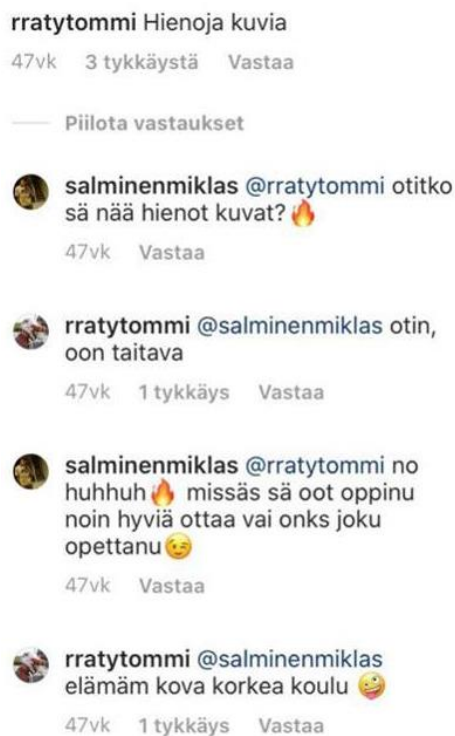 rratytommi Hienoja kuvia
47vk 3 tykkäystä Vastaa
Piilota vastaukset
salminenmiklas @rratytommi otitko
sä nää hienot kuvat?🔥
47vk Vastaa
rratytommi @salminenmiklas otin,
oon taitava
47vk 1 tykkäys Vastaa
salminenmiklas @rratytommi no
huhhuh🔥 missäs sä oot oppinu
noin hyviä ottaa vai onks joku
opettanu😉
47vk Vastaa
rratytommi @salminenmiklas
elämäm kova korkea koulu 🤪
47vk 1 tykkäys Vastaa